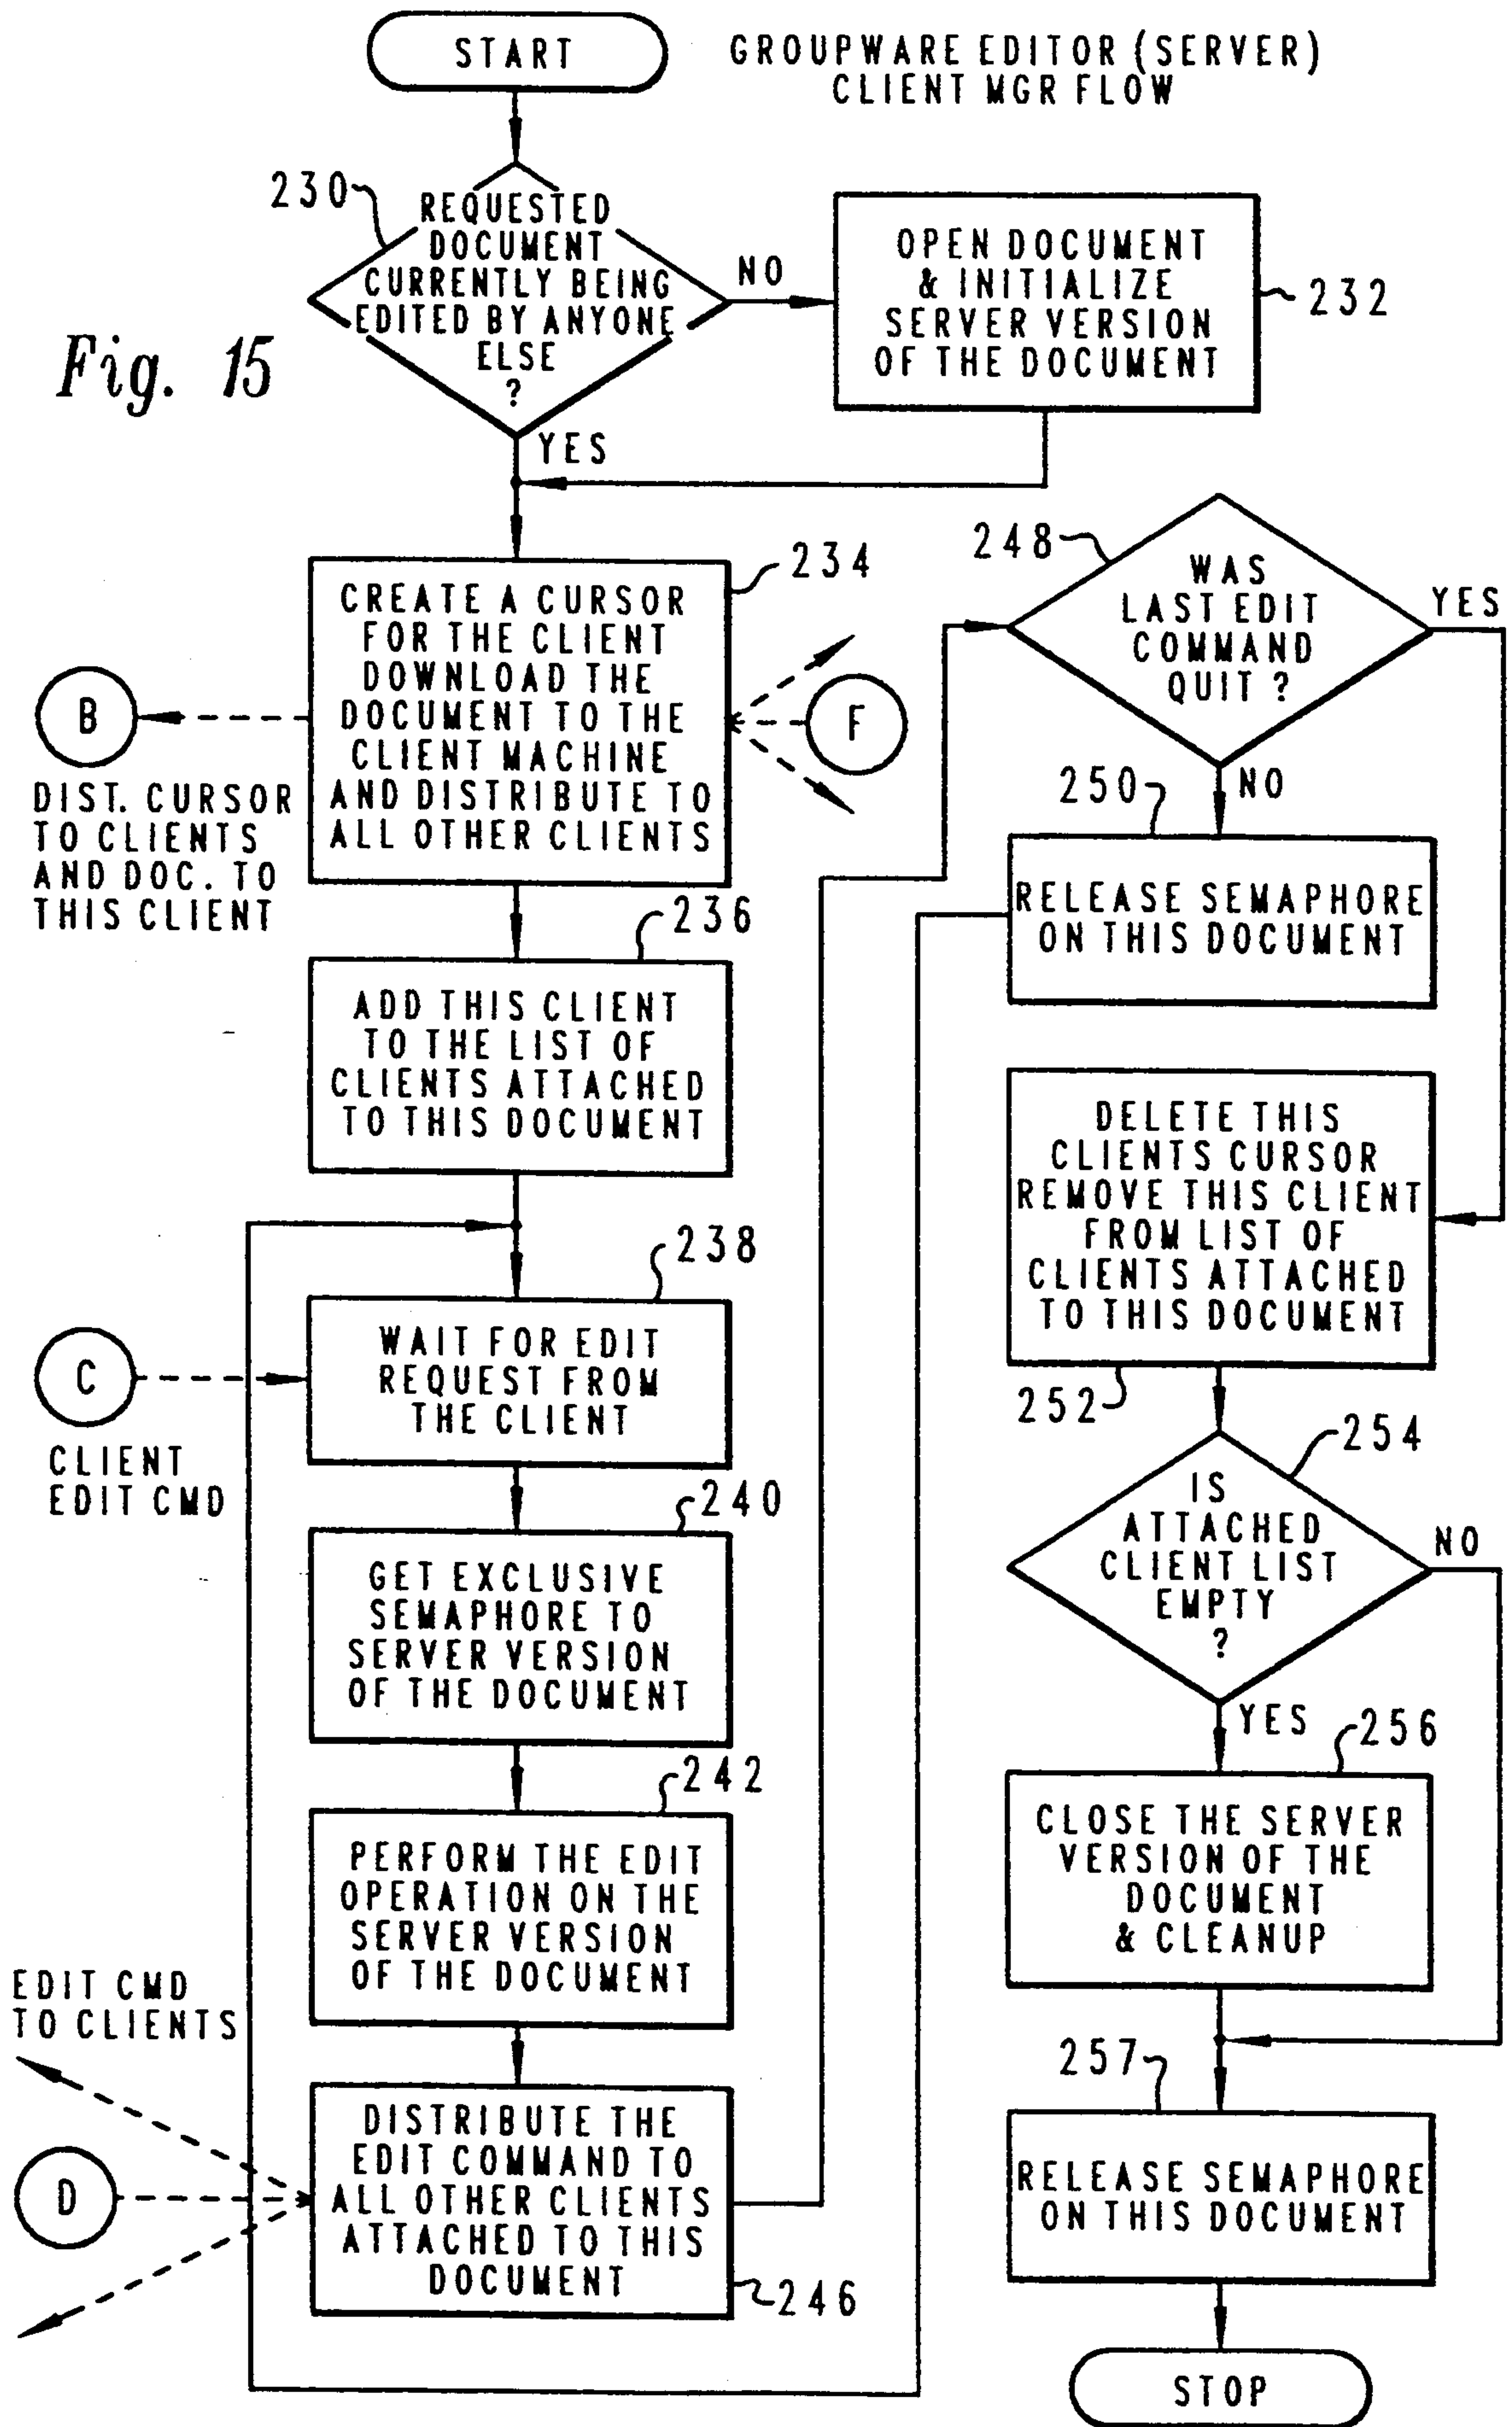 START
GROUPWARE EDITOR (SERVER)
CLIENT MGR FLOW
230
REQUESTED
DOCUMENT
CURRENTLY BEING
EDITED BY ANYONE
ELSE
?
NO
OPEN DOCUMENT
& INITIALIZE
SERVER VERSION
OF THE DOCUMENT
232
Fig. 15
YES
234
CREATE A CURSOR
FOR THE CLIENT
DOWNLOAD THE
DOCUMENT TO THE
CLIENT MACHINE
AND DISTRIBUTE TO
ALL OTHER CLIENTS
B
DIST. CURSOR
TO CLIENTS
AND DOC. TO
THIS CLIENT
F
236
ADD THIS CLIENT
TO THE LIST OF
CLIENTS ATTACHED
TO THIS DOCUMENT
238
WAIT FOR EDIT
REQUEST FROM
THE CLIENT
C
CLIENT
EDIT CMD
240
GET EXCLUSIVE
SEMAPHORE TO
SERVER VERSION
OF THE DOCUMENT
242
PERFORM THE EDIT
OPERATION ON THE
SERVER VERSION
OF THE DOCUMENT
EDIT CMD
TO CLIENTS
D
DISTRIBUTE THE
EDIT COMMAND TO
ALL OTHER CLIENTS
ATTACHED TO THIS
DOCUMENT
246
248
WAS
LAST EDIT
COMMAND
QUIT ?
YES
NO
250
RELEASE SEMAPHORE
ON THIS DOCUMENT
DELETE THIS
CLIENTS CURSOR
REMOVE THIS CLIENT
FROM LIST OF
CLIENTS ATTACHED
TO THIS DOCUMENT
252
254
IS
ATTACHED
CLIENT LIST
EMPTY
?
NO
YES
256
CLOSE THE SERVER
VERSION OF THE
DOCUMENT
& CLEANUP
257
RELEASE SEMAPHORE
ON THIS DOCUMENT
STOP